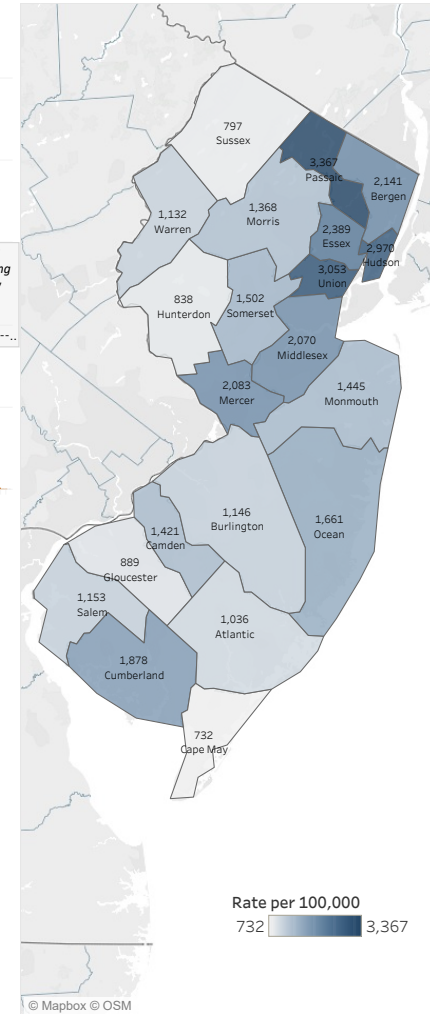 797
Sussex
3,367
Passaic
2,141
Bergen
1,132
Warren
1,368
Morris
2,389
Essex
2,970
Hudson
3,053
Union
ng
838
Hunterdon
1,502
Somerset
--..
2,070
Middlesex
2,083
Mercer
1,445
Monmouth
1,146
Burlington
1,661
Ocean
1,421
Camden
889
Gloucester
1,153
Salem
1,036
Atlantic
1,878
Cumberland
732
Cape May
Rate per 100,000
732 3,367
© Mapbox © OSM